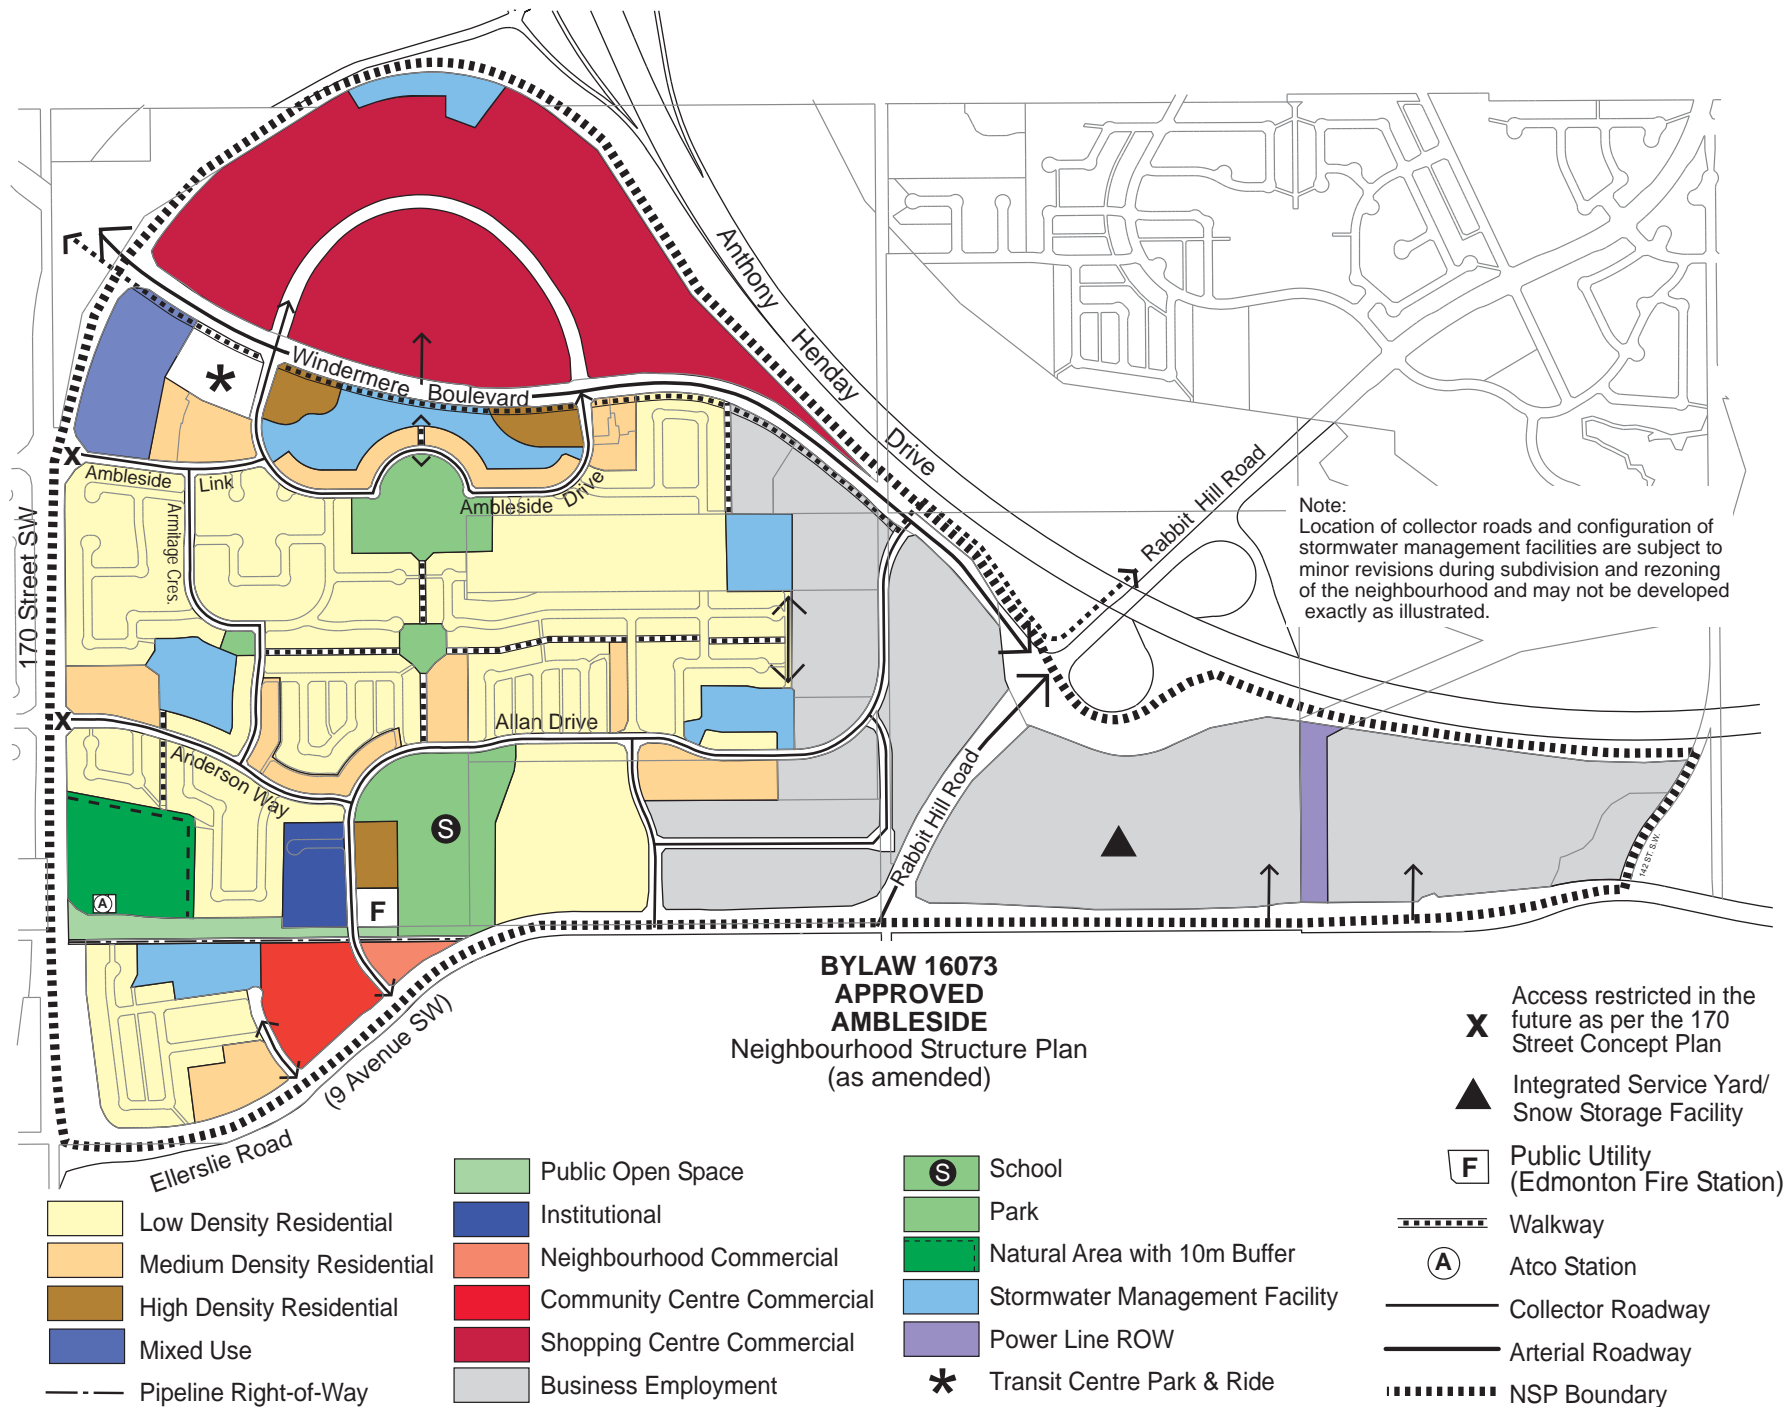 Anthony
Henday
Drive
Windermere
Boulevard
Ambleside
Link
Ambleside
Drive
Armitage Cres.
170 Street SW
Rabbit Hill Road
Note:
Location of collector roads and configuration of
stormwater management facilities are subject to
minor revisions during subdivision and rezoning
of the neighbourhood and may not be developed
exactly as illustrated.
X
X
Allan Drive
Anderson Way
S
Rabbit Hill Road
142 ST. S.W.
A
F
(9 Avenue SW)
Ellerslie Road
BYLAW 16073
APPROVED
AMBLESIDE
Neighbourhood Structure Plan
(as amended)
Low Density Residential
Medium Density Residential
High Density Residential
Mixed Use
Pipeline Right-of-Way
Public Open Space
Institutional
Neighbourhood Commercial
Community Centre Commercial
Shopping Centre Commercial
Business Employment
S School
Park
Natural Area with 10m Buffer
Stormwater Management Facility
Power Line ROW
* Transit Centre Park & Ride
X Access restricted in the
future as per the 170
Street Concept Plan
Integrated Service Yard/
Snow Storage Facility
F Public Utility
(Edmonton Fire Station)
Walkway
A Atco Station
Collector Roadway
Arterial Roadway
NSP Boundary